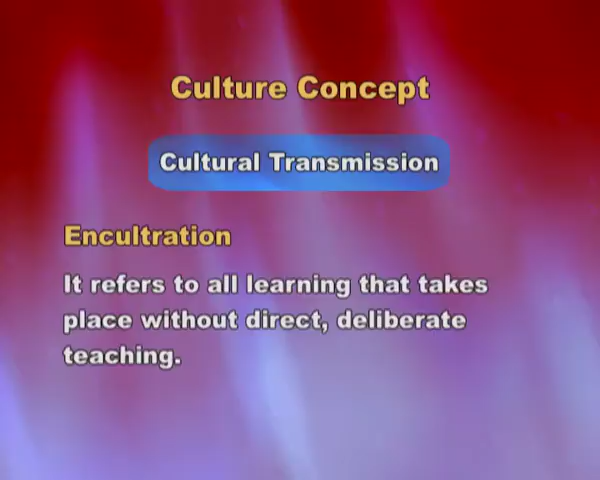 Culture Concept
Cultural Transmission
Encultration
It refers to all learning that takes
place without direct, deliberate
teaching.